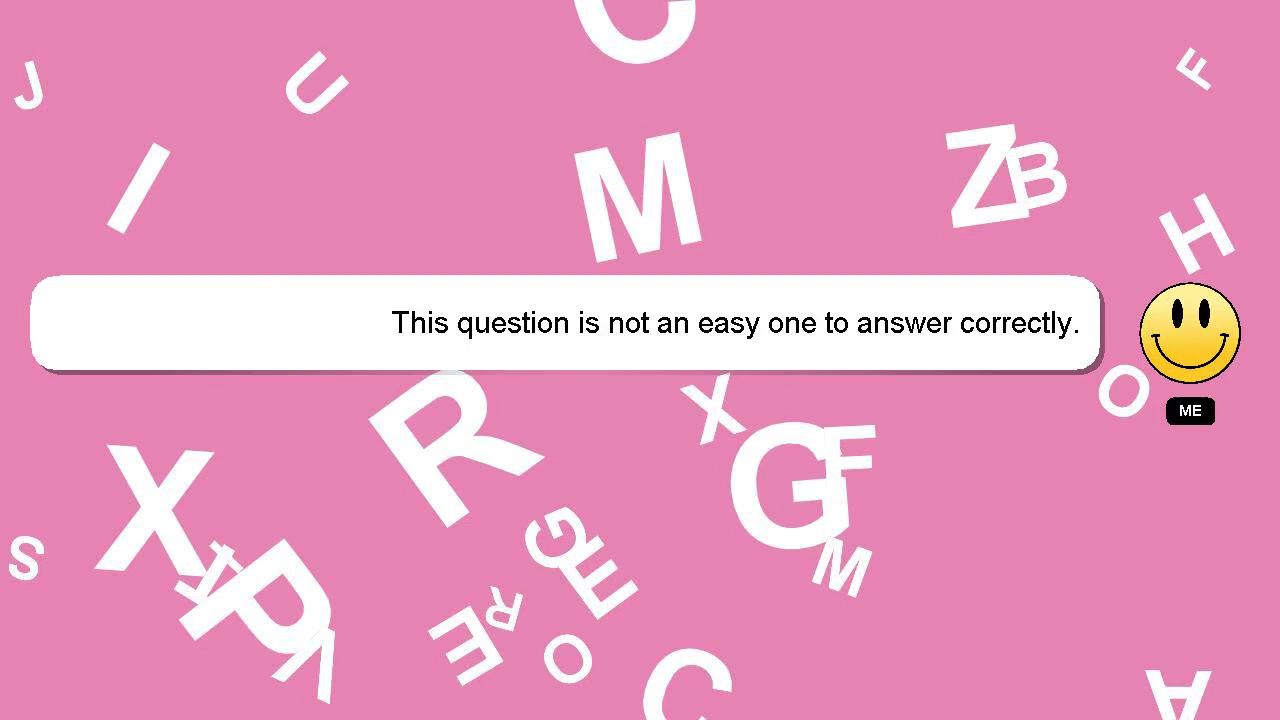 C
J
U
F
I
M
Z
B
H
This question is not an easy one to answer correctly.
O
ME
R
X
G
F
X
S
I
P
V
G
E
M
R
E
O
C
A